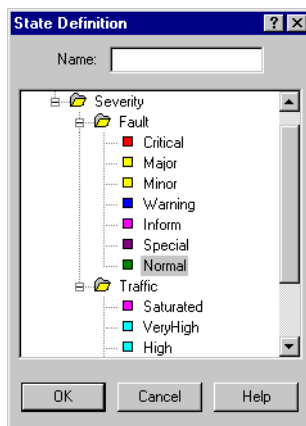 State Definition
Name:
Severity
Fault
Critical
Major
Minor
Warning
Inform
Special
Normal
Traffic
Saturated
VeryHigh
High
OK Cancel Help